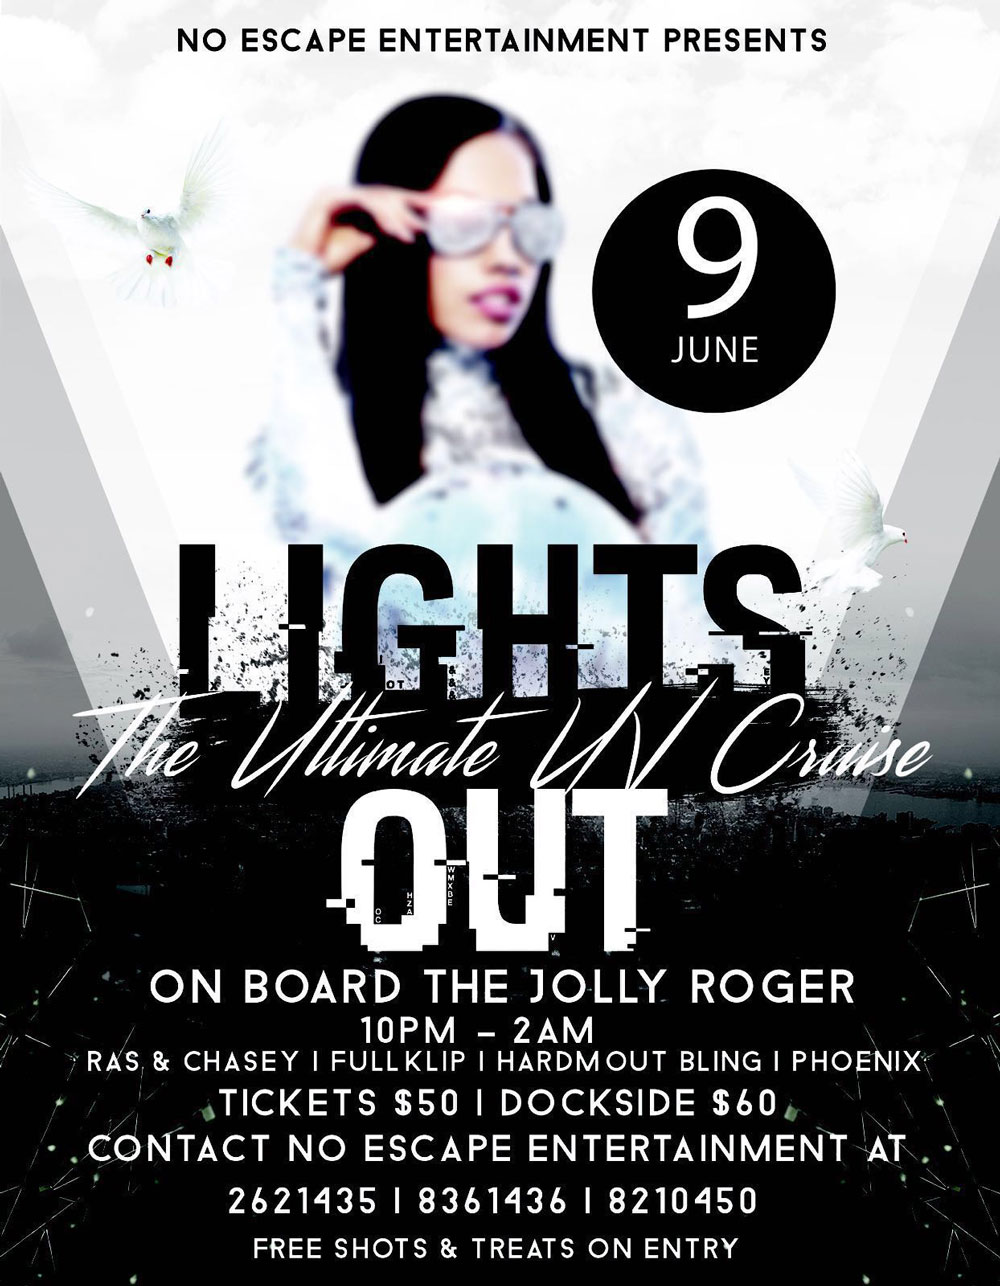 NO ESCAPE ENTERTAINMENT PRESENTS
9
JUNE
LIGHTS
The Ultimate UV Cruise
OUT
ON BOARD THE JOLLY ROGER
10PM – 2AM
RAS & CHASEY | FULLKLIP | HARDMOUT BLING | PHOENIX
TICKETS $50 | DOCKSIDE $60
CONTACT NO ESCAPE ENTERTAINMENT AT
2621435 | 8361436 | 8210450
FREE SHOTS & TREATS ON ENTRY